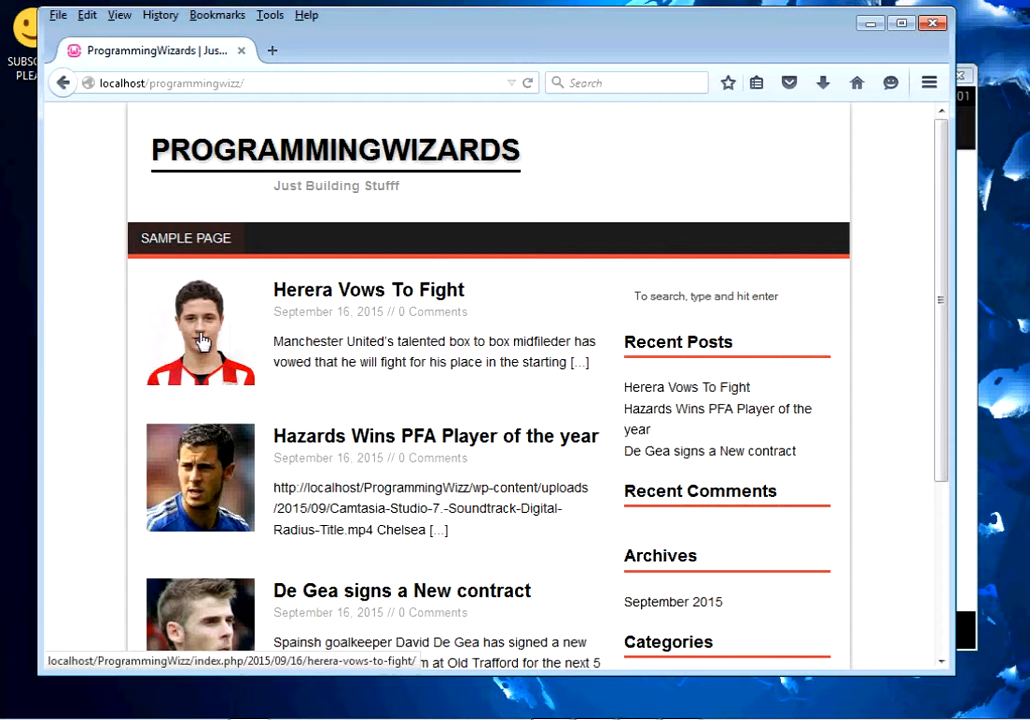 File Edit View History Bookmarks Tools Help
SUBSC
PLEA
ProgrammingWizards | Jus...
localhost/programmingwizz/
Search
01
PROGRAMMINGWIZARDS
Just Building Stufff
SAMPLE PAGE
Herera Vows To Fight
September 16, 2015 // 0 Comments
Manchester United's talented box to box midfileder has
vowed that he will fight for his place in the starting [...]
Hazards Wins PFA Player of the year
September 16, 2015 // 0 Comments
http://localhost/ProgrammingWizz/wp-content/uploads
/2015/09/Camtasia-Studio-7.-Soundtrack-Digital-
Radius-Title.mp4 Chelsea [...]
De Gea signs a New contract
September 16, 2015 // 0 Comments
Spainsh goalkeeper David De Gea has signed a new
m at Old Trafford for the next 5
To search, type and hit enter
Recent Posts
Herera Vows To Fight
Hazards Wins PFA Player of the
year
De Gea signs a New contract
Recent Comments
Archives
September 2015
Categories
localhost/ProgrammingWizz/index.php/2015/09/16/herera-vows-to-fight/